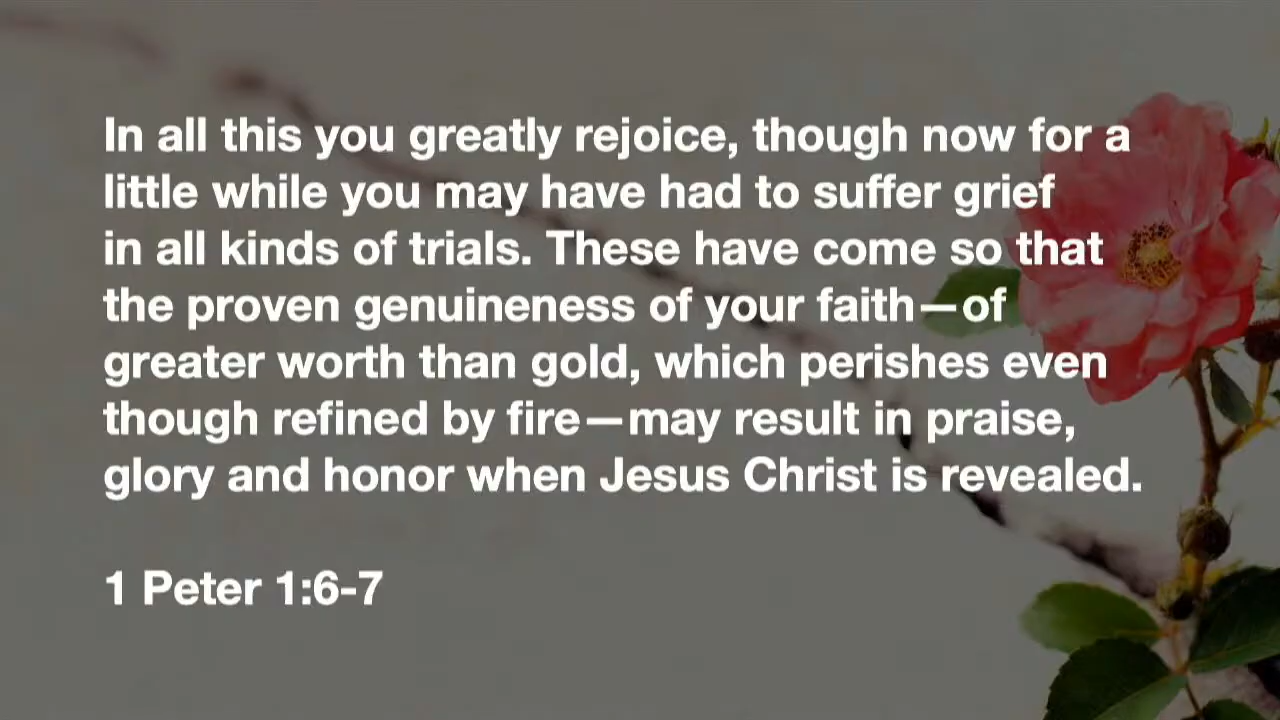 In all this you greatly rejoice, though now for a
little while you may have had to suffer grief
in all kinds of trials. These have come so that
the proven genuineness of your faith—of
greater worth than gold, which perishes even
though refined by fire—may result in praise,
glory and honor when Jesus Christ is revealed.
1 Peter 1:6-7